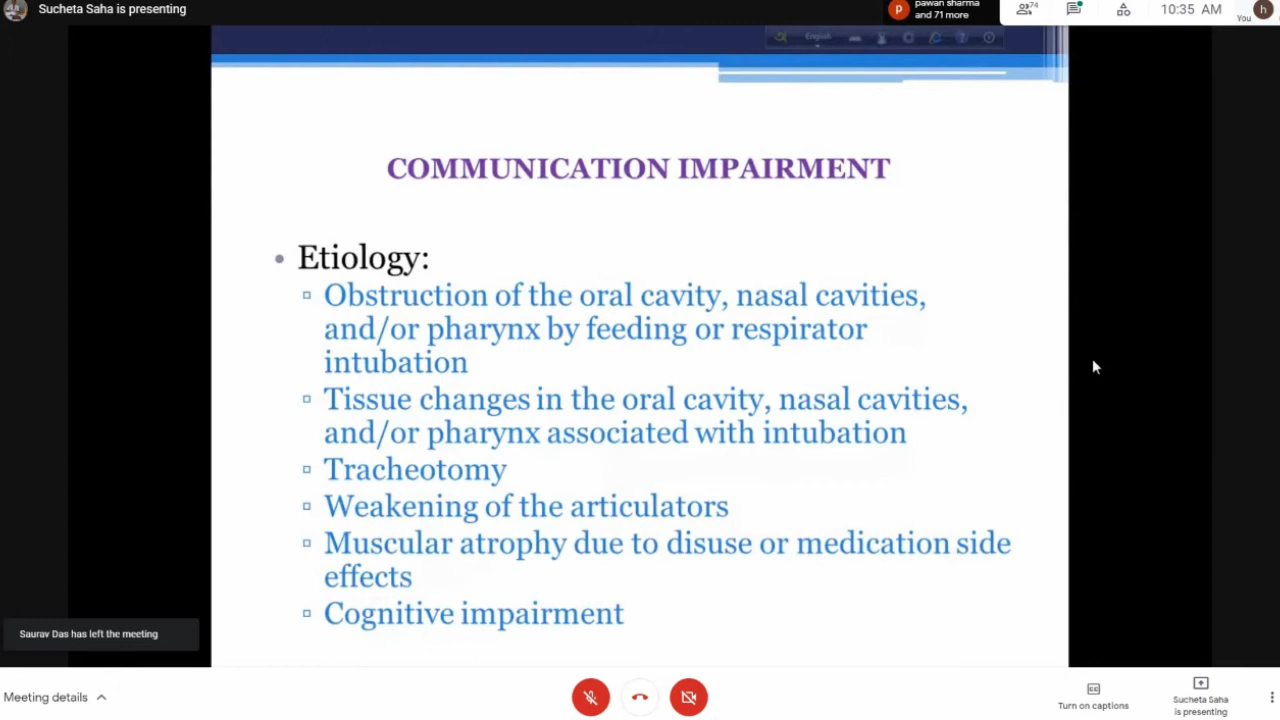 Sucheta Saha is presenting
p
pawan sharma
and 71 more
74
10:35 AM
You
h
English
COMMUNICATION IMPAIRMENT
• Etiology:
▫ Obstruction of the oral cavity, nasal cavities,
and/or pharynx by feeding or respirator
intubation
▫ Tissue changes in the oral cavity, nasal cavities,
and/or pharynx associated with intubation
▫ Tracheotomy
▫ Weakening of the articulators
▫ Muscular atrophy due to disuse or medication side
effects
▫ Cognitive impairment
Saurav Das has left the meeting
Meeting details
Turn on captions
Sucheta Saha
is presenting